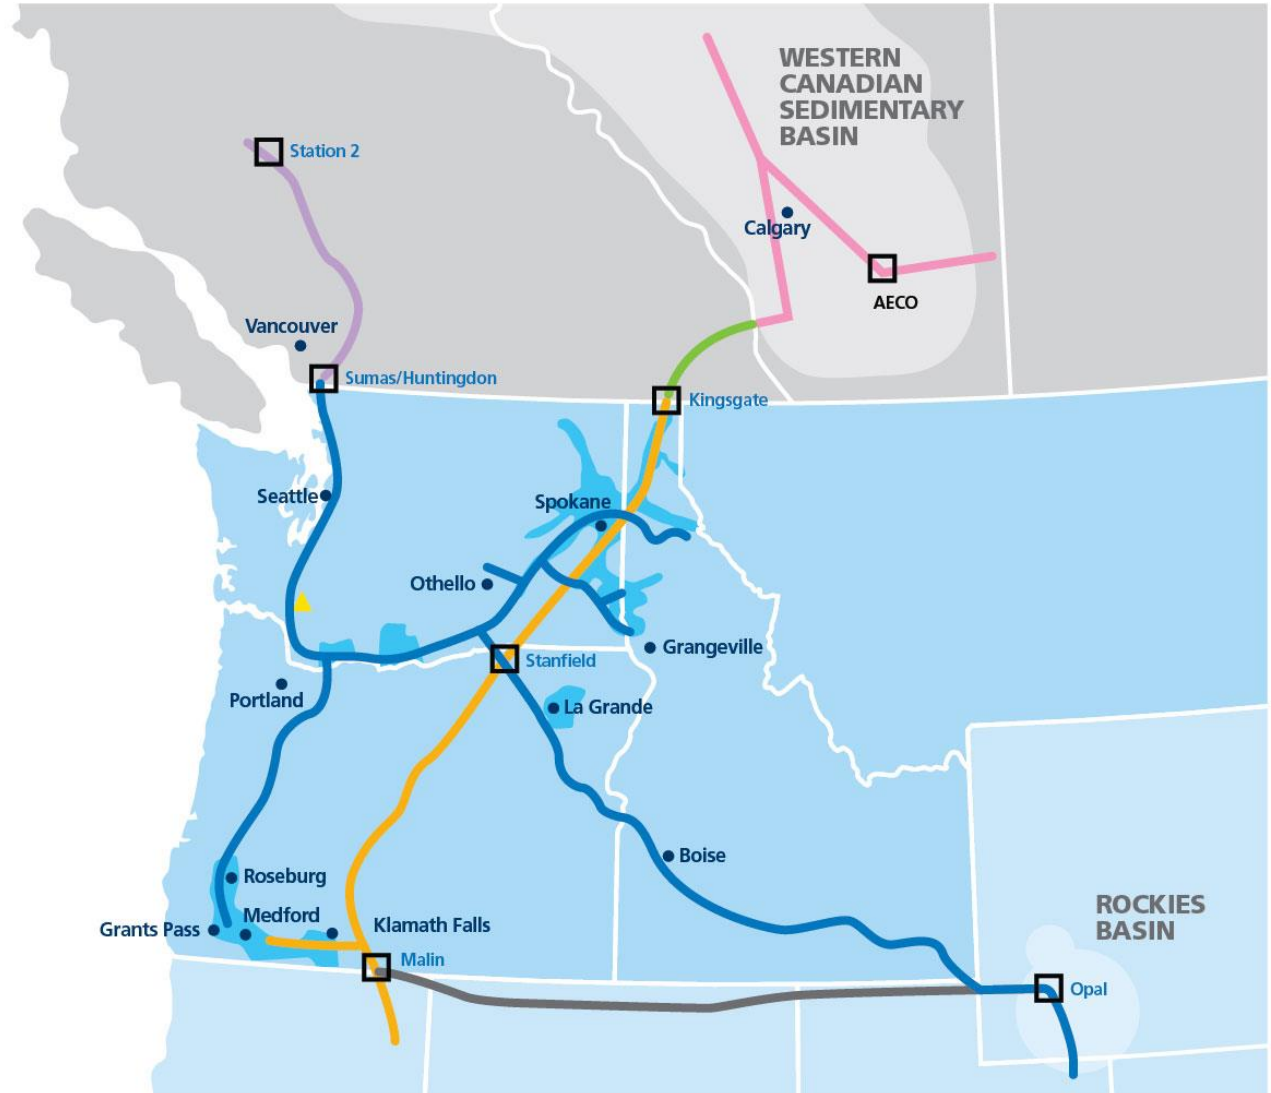 WESTERN
CANADIAN
SEDIMENTARY
BASIN
Station 2
Calgary
AECO
Vancouver
Sumas/Huntingdon
Kingsgate
Seattle
Spokane
Othello
Grangeville
Stanfield
Portland
La Grande
Boise
Roseburg
Medford
Grants Pass
Klamath Falls
Malin
ROCKIES
BASIN
Opal